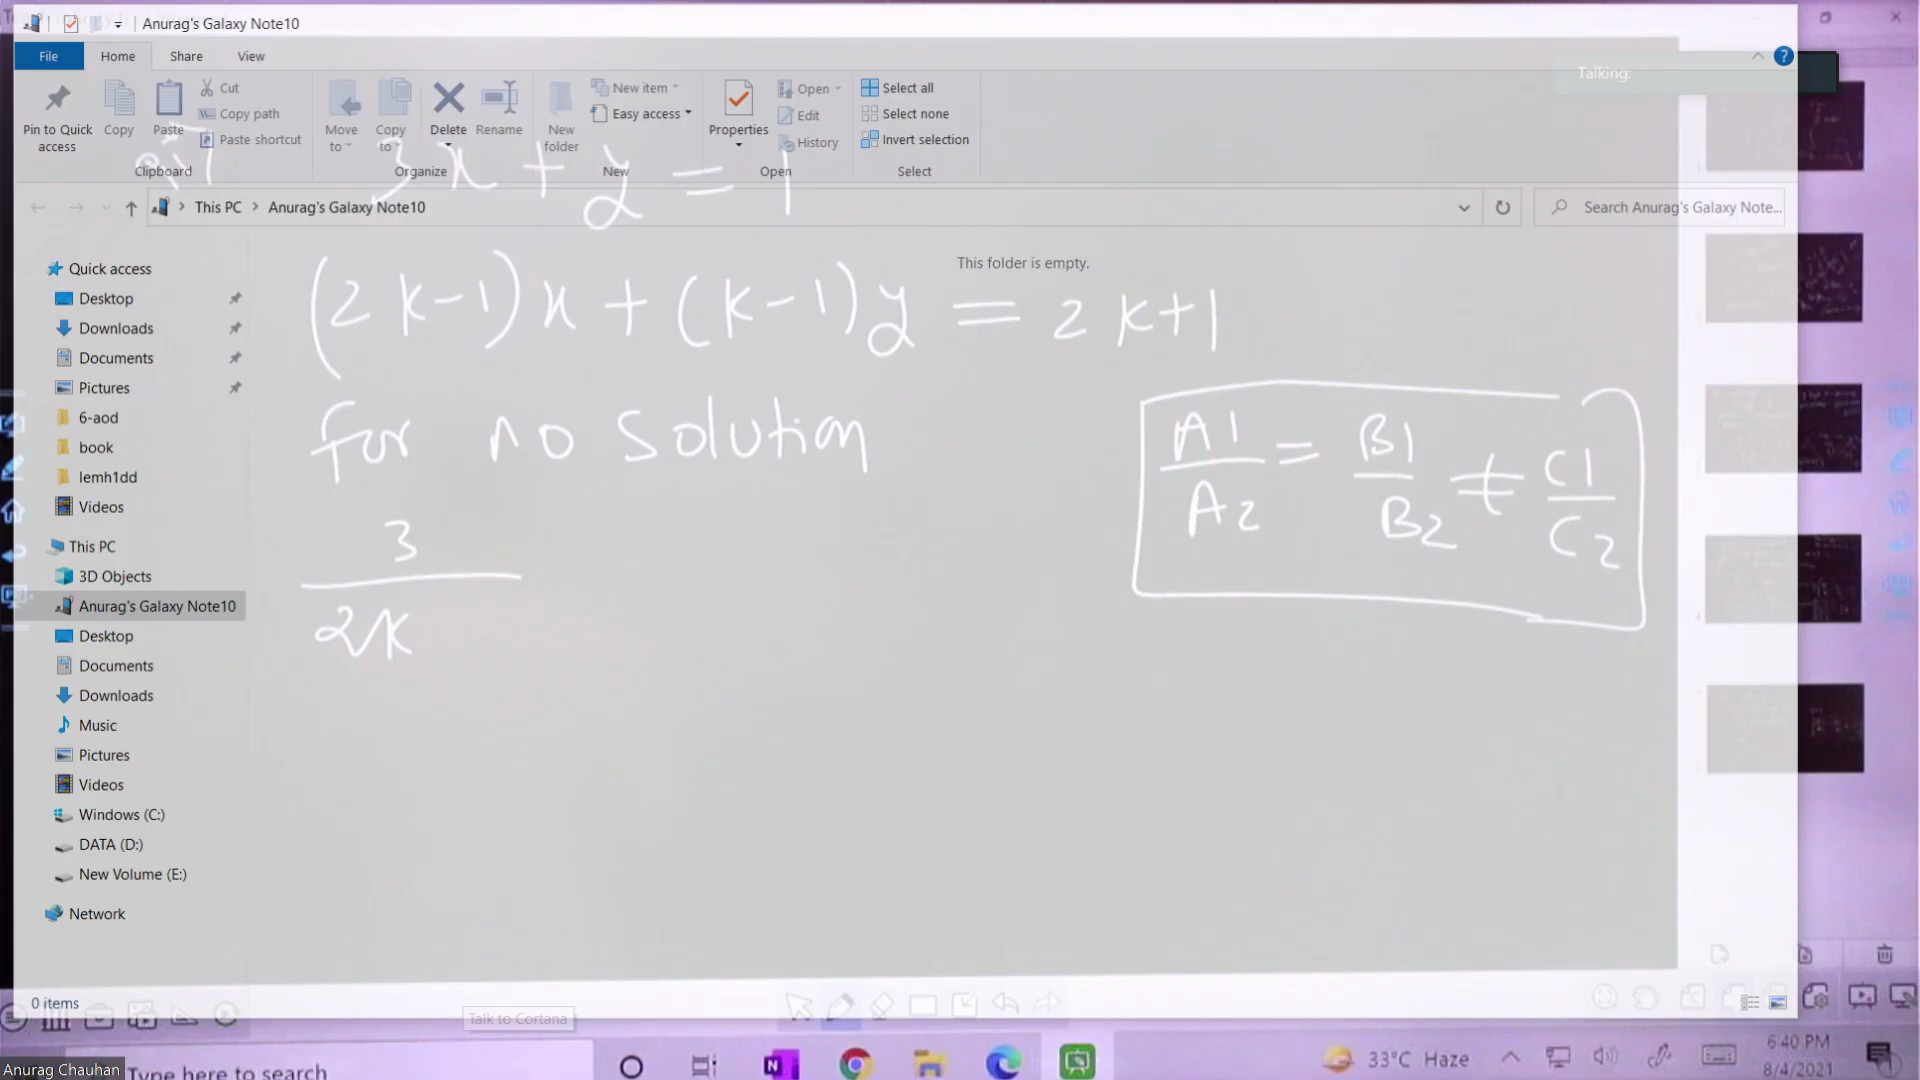 Anurag's Galaxy Note10
File Home Share View
Talking:
Pin to Quick access
Copy
Paste
Cut
Copy path
Paste shortcut
Move to
Copy to
Delete
Rename
New folder
New item
Easy access
Properties
Open
Edit
History
Select all
Select none
Invert selection
Clipboard Organize New Open Select
3x + y = 1
This PC > Anurag's Galaxy Note10
Search Anurag's Galaxy Note...
This folder is empty.
(2k-1)x + (k-1)y = 2k+1
for no solution
A1/A2 = B1/B2 ≠ C1/C2
3
2k
Quick access
Desktop
Downloads
Documents
Pictures
6-aod
book
lemh1dd
Videos
This PC
3D Objects
Anurag's Galaxy Note10
Desktop
Documents
Downloads
Music
Pictures
Videos
Windows (C:)
DATA (D:)
New Volume (E:)
Network
0 items
Talk to Cortana
Anurag Chauhan
Type here to search
33°C Haze
6:40 PM
8/4/2021